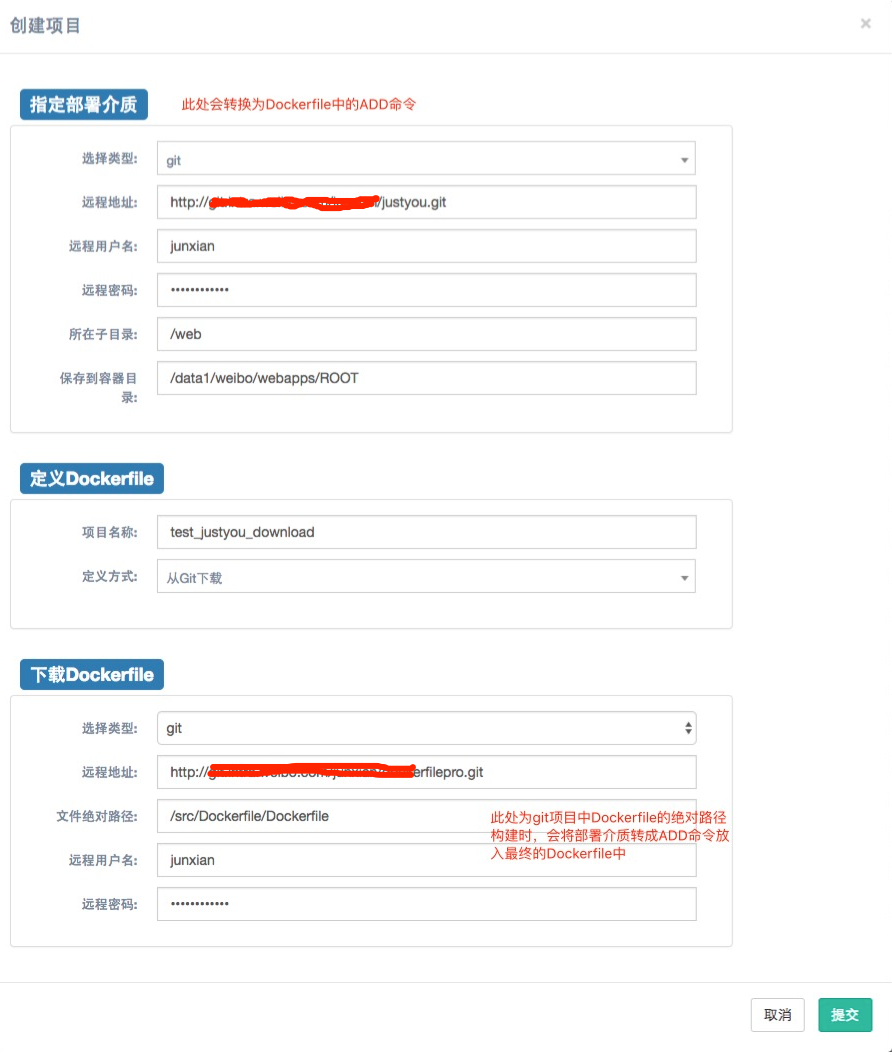 创建项目 ×
指定部署介质 此处会转换为Dockerfile中的ADD命令
选择类型: git
远程地址: http:// /justyou.git
远程用户名: junxian
远程密码: ••••••••••••
所在子目录: /web
保存到容器目 /data1/weibo/webapps/ROOT
录:
定义Dockerfile
项目名称: test_justyou_download
定义方式: 从Git下载
下载Dockerfile
选择类型: git
远程地址: http:// erfilepro.git
文件绝对路径: /src/Dockerfile/Dockerfile 此处为git项目中Dockerfile的绝对路径
构建时，会将部署介质转成ADD命令放
入最终的Dockerfile中
远程用户名: junxian
远程密码: ••••••••••••
取消 提交